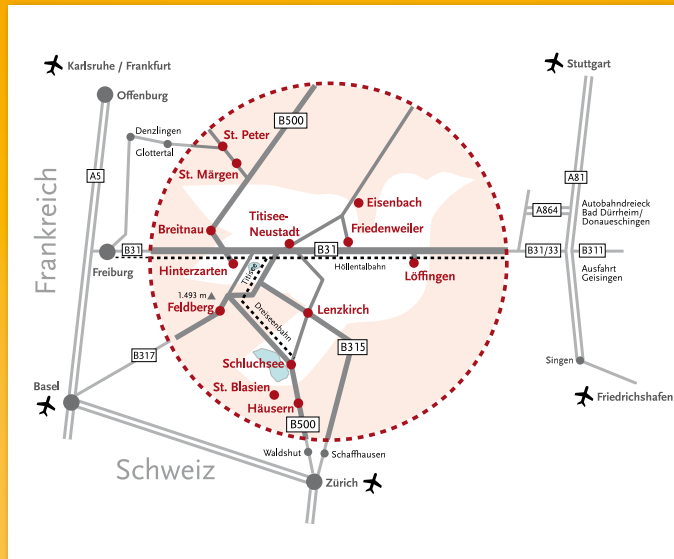 Karlsruhe / Frankfurt
Stuttgart
Offenburg
B500
Denzlingen
St. Peter
Glottertal
St. Märgen
A5
A81
Frankreich
Eisenbach
A864
Autobahndreieck
Bad Dürrheim/
Donaueschingen
Titisee-
Neustadt
Breitnau
Friedenweiler
B31
B31
B31/33
B311
Freiburg
Hinterzarten
Titisee
Höllentalbahn
Löffingen
Ausfahrt
Geisingen
1.493 m
Feldberg
Dreiseenbahn
Lenzkirch
B317
B315
Schluchsee
Singen
Basel
St. Blasien
Häusern
Friedrichshafen
B500
Waldshut
Schaffhausen
Schweiz
Zürich